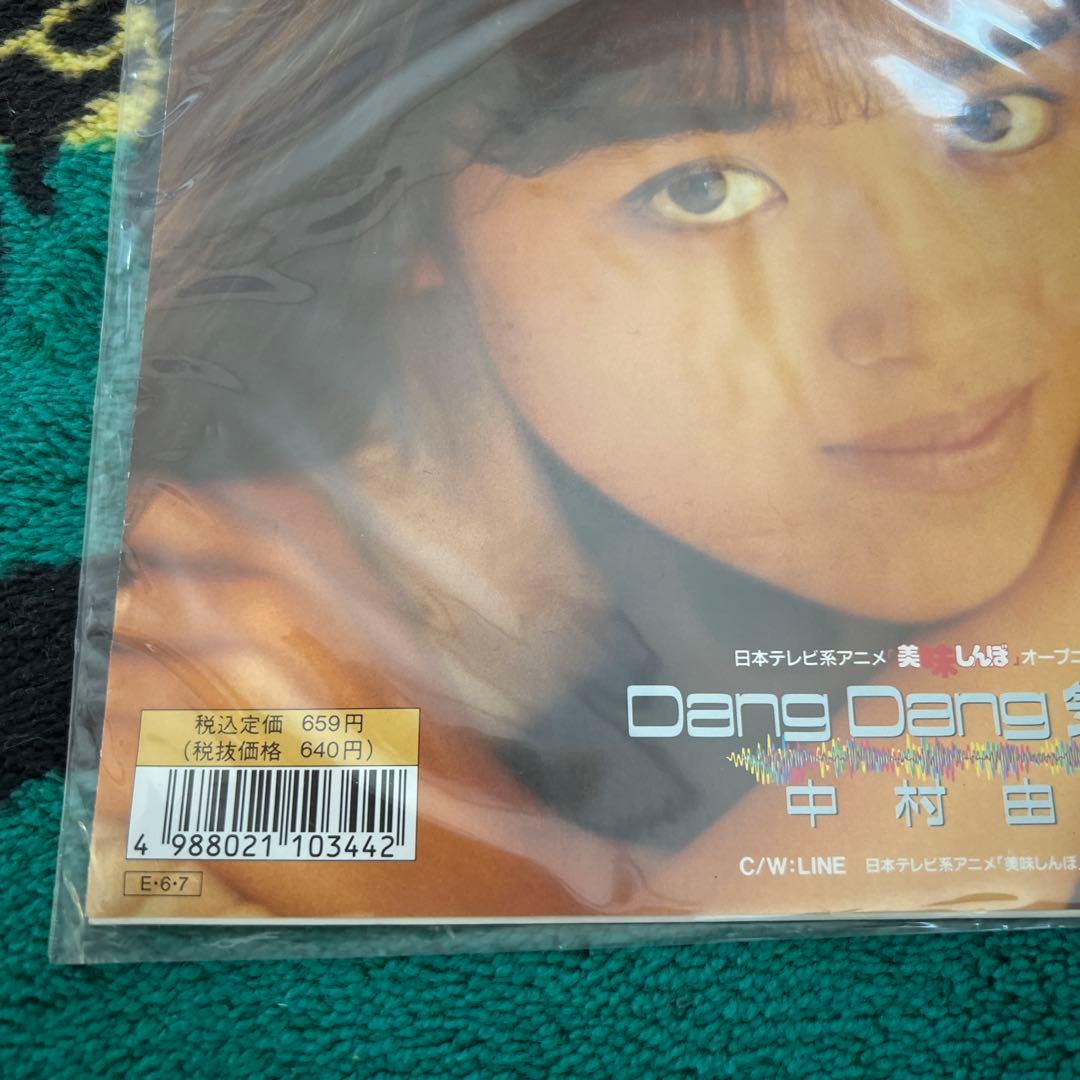 日本テレビ系アニメ「美味しんぼ」オープニ
Dang Dang 気
中村由
C/W:LINE 日本テレビ系アニメ「美味しんぼ」
税込定価 659円
(税抜価格 640円)
4 988021 103442
E・6・7